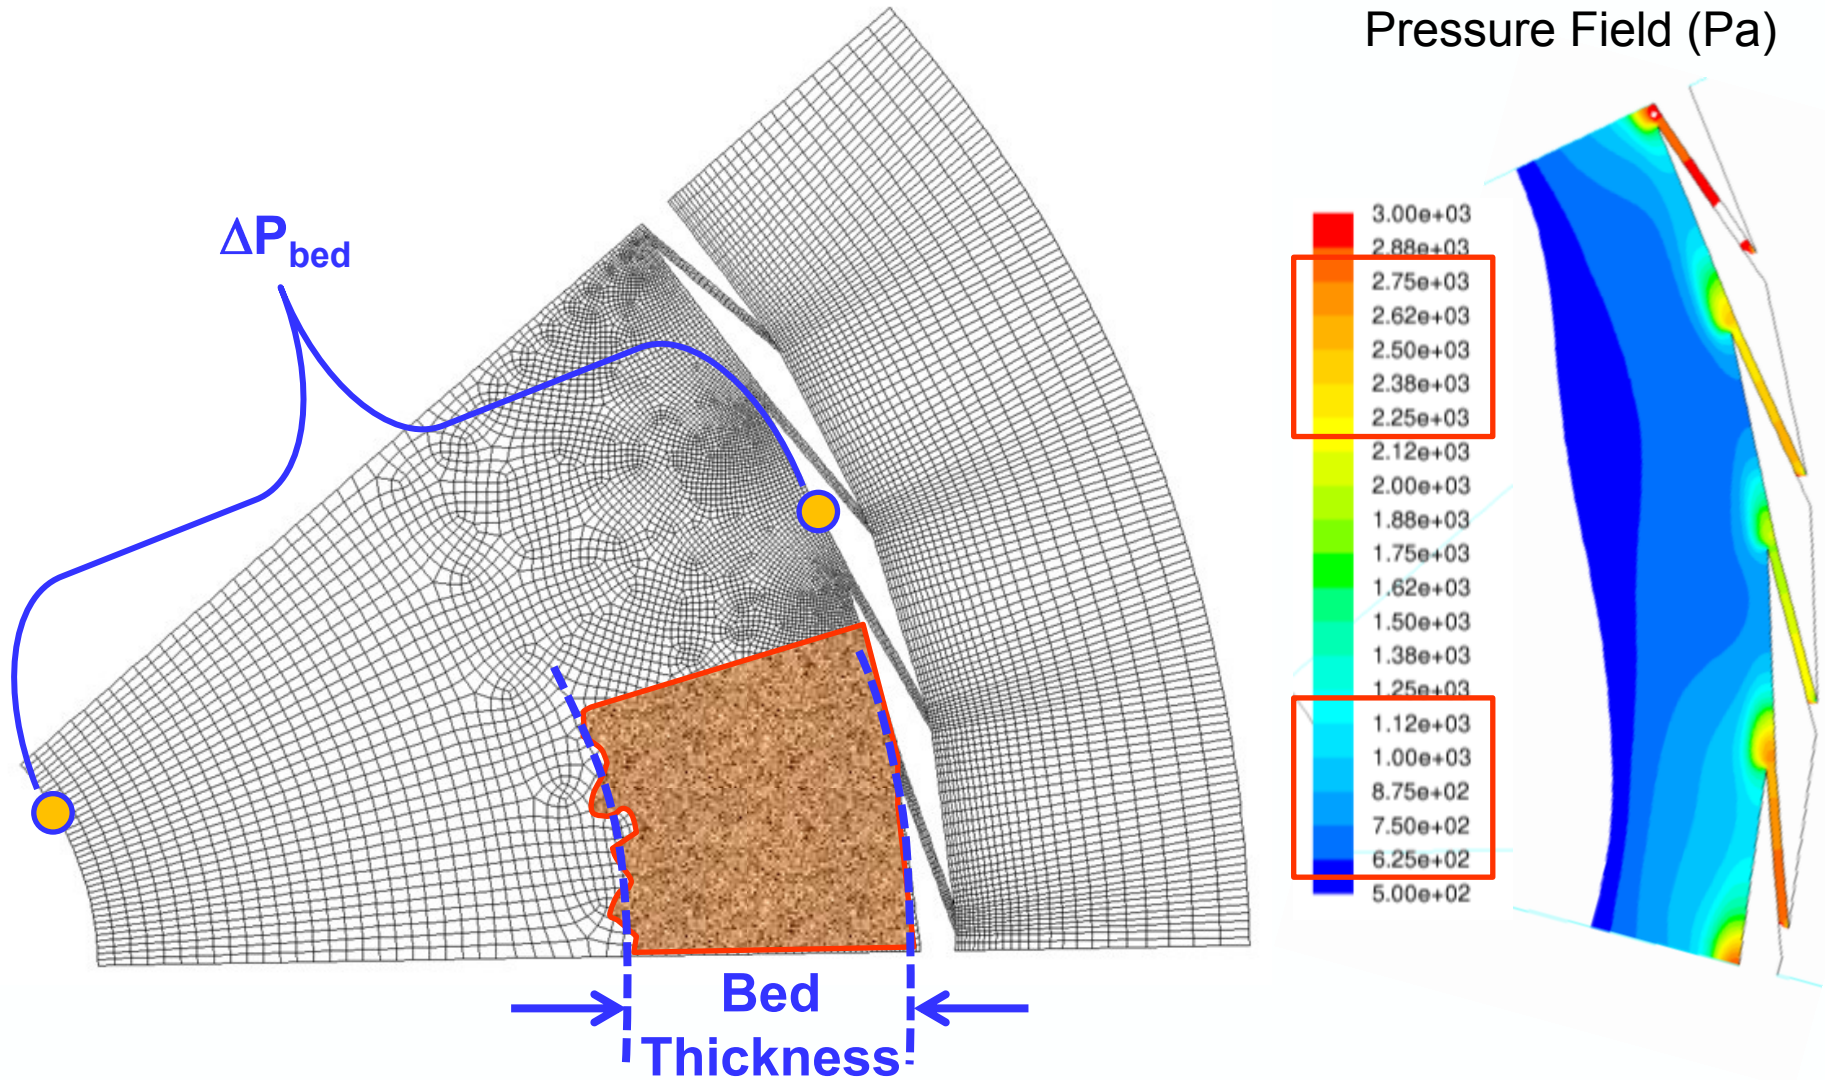 Pressure Field (Pa)
ΔPbed
3.00e+03
2.88e+03
2.75e+03
2.62e+03
2.50e+03
2.38e+03
2.25e+03
2.12e+03
2.00e+03
1.88e+03
1.75e+03
1.62e+03
1.50e+03
1.38e+03
1.25e+03
1.12e+03
1.00e+03
8.75e+02
7.50e+02
6.25e+02
5.00e+02
Bed
Thickness